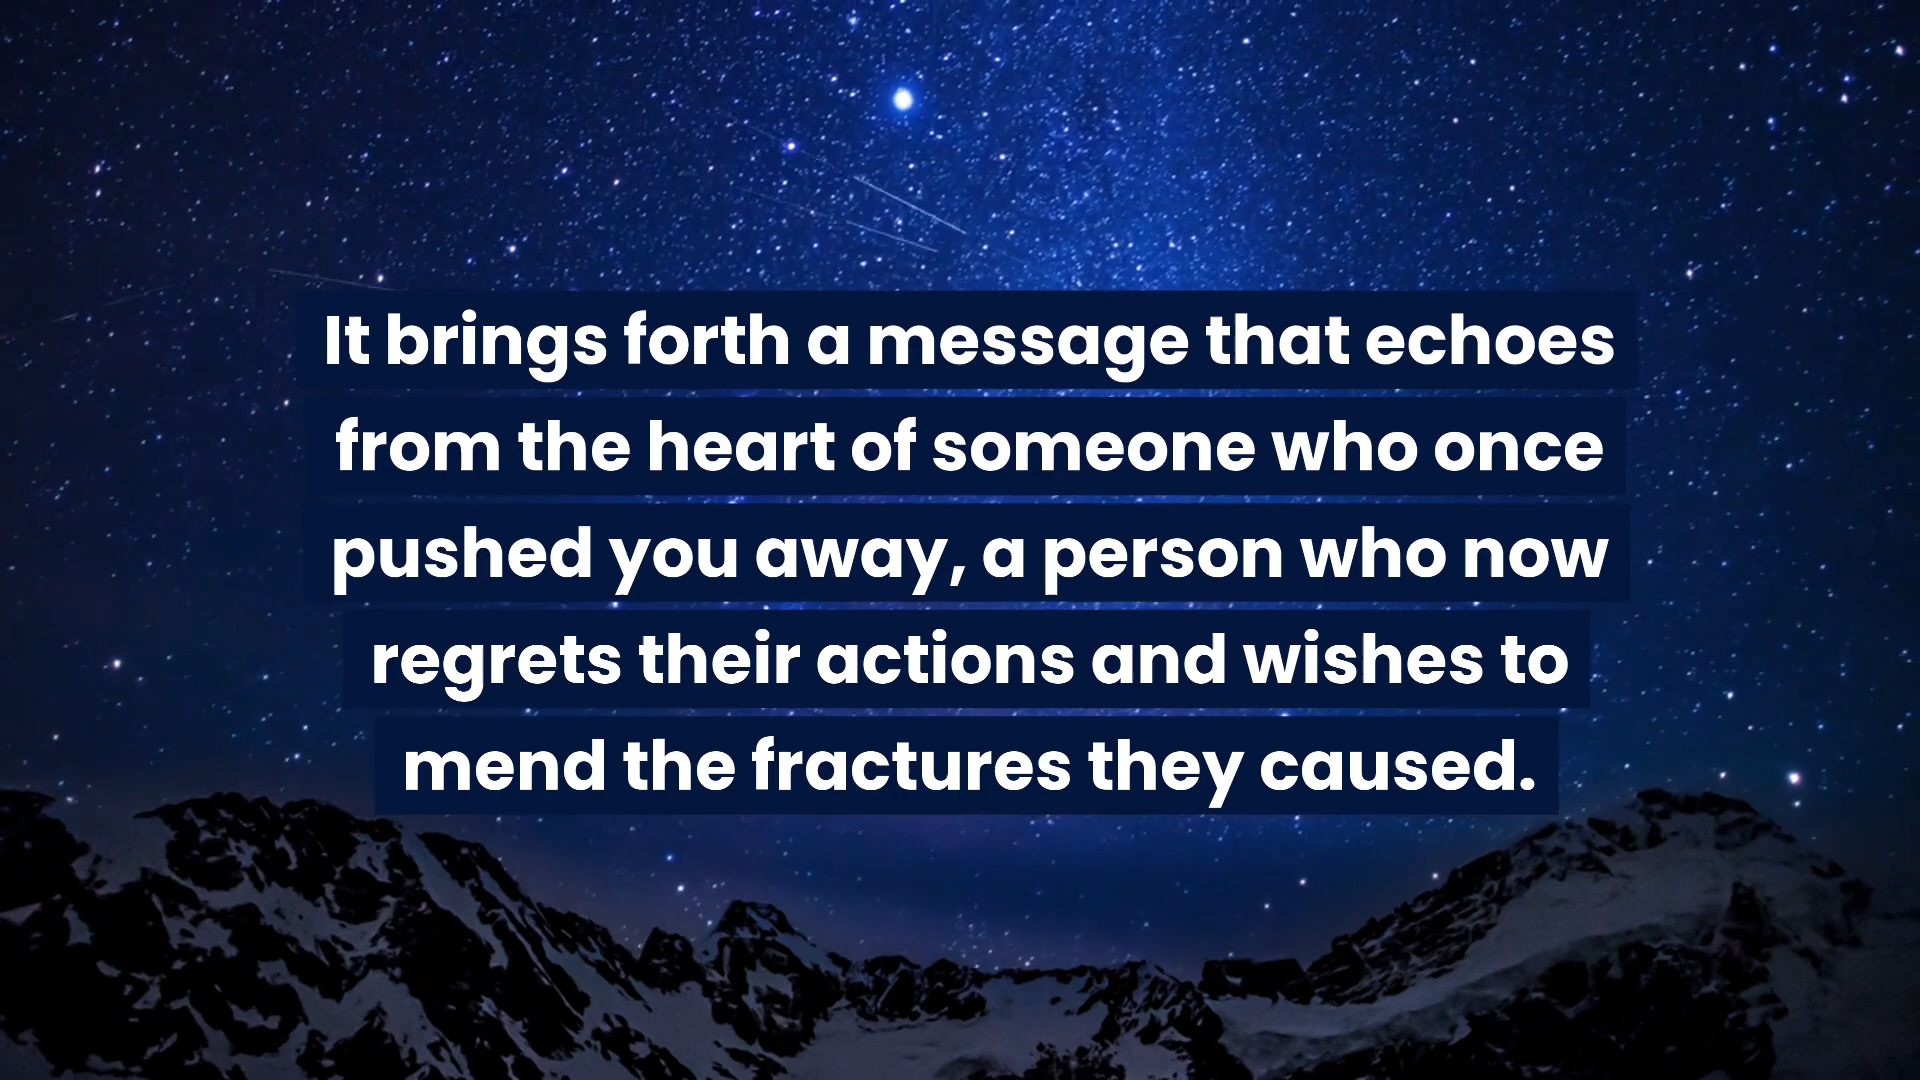 It brings forth a message that echoes
from the heart of someone who once
pushed you away, a person who now
regrets their actions and wishes to
mend the fractures they caused.